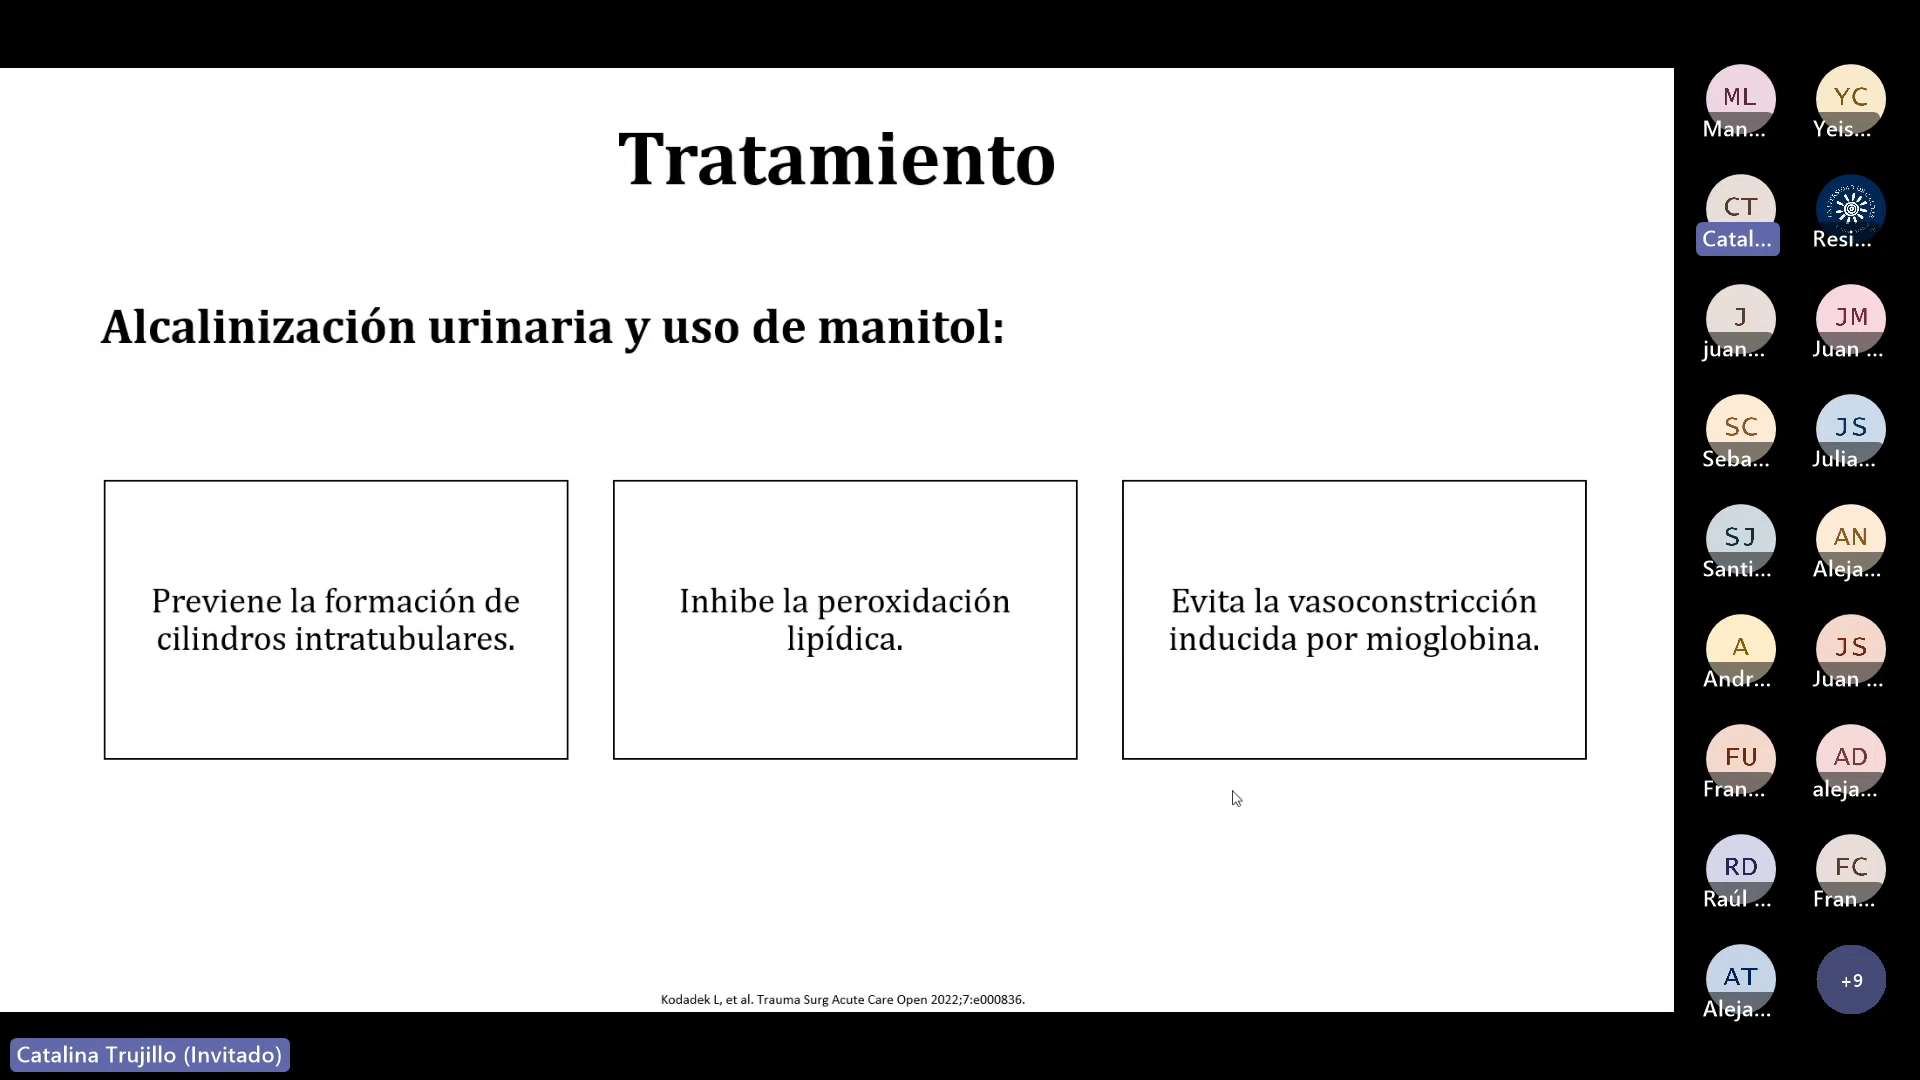 Tratamiento
Alcalinización urinaria y uso de manitol:
Previene la formación de
cilindros intratubulares.
Inhibe la peroxidación
lipídica.
Evita la vasoconstricción
inducida por mioglobina.
Kodadek L, et al. Trauma Surg Acute Care Open 2022;7:e000836.
ML
Man...
YC
Yeis...
CT
Catal...
Resi...
J
juan...
JM
Juan ...
SC
Seba...
JS
Julia...
SJ
Santi...
AN
Aleja...
A
Andr...
JS
Juan ...
FU
Fran...
AD
aleja...
RD
Raúl ...
FC
Fran...
AT
Aleja...
+9
Catalina Trujillo (Invitado)